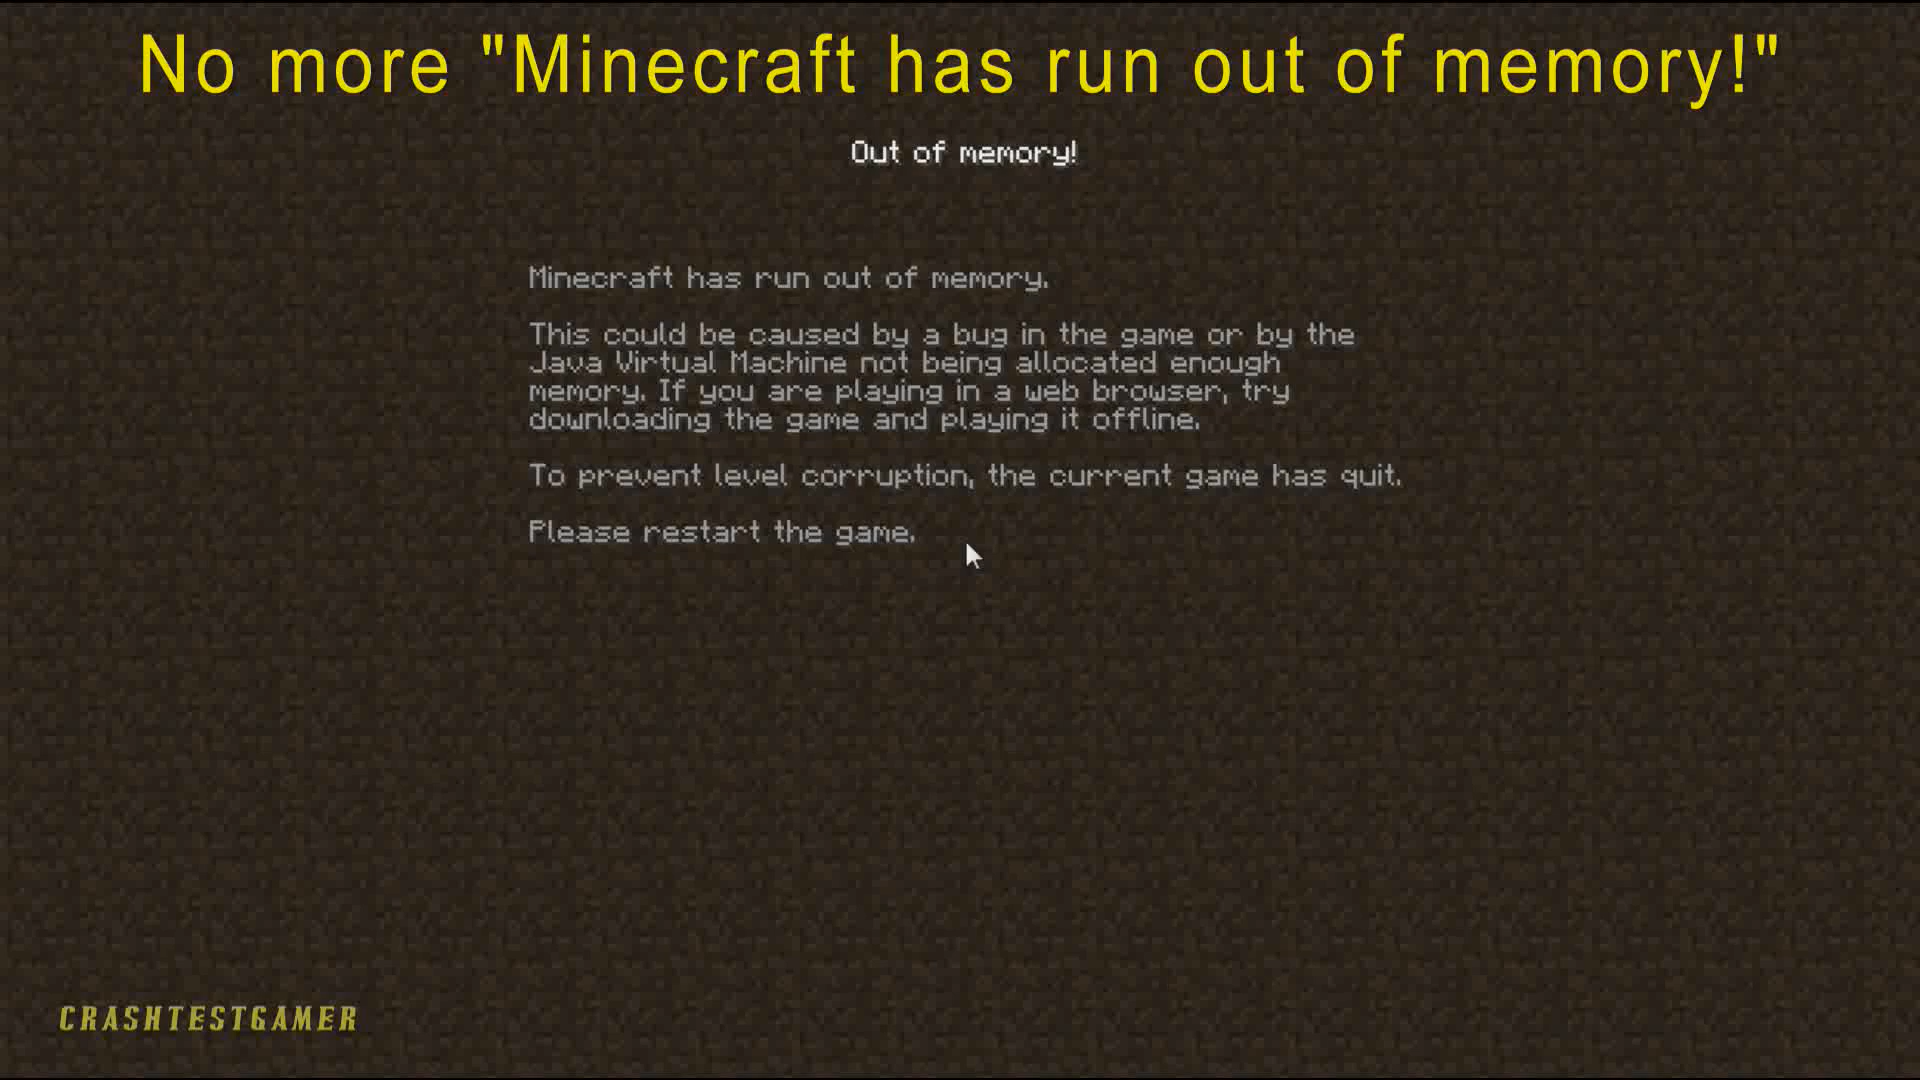 No more "Minecraft has run out of memory!"
Out of memory!
Minecraft has run out of memory.
This could be caused by a bug in the game or by the
Java Virtual Machine not being allocated enough
memory. If you are playing in a web browser, try
downloading the game and playing it offline.
To prevent level corruption, the current game has quit.
Please restart the game.
CRASHTESTGAMER